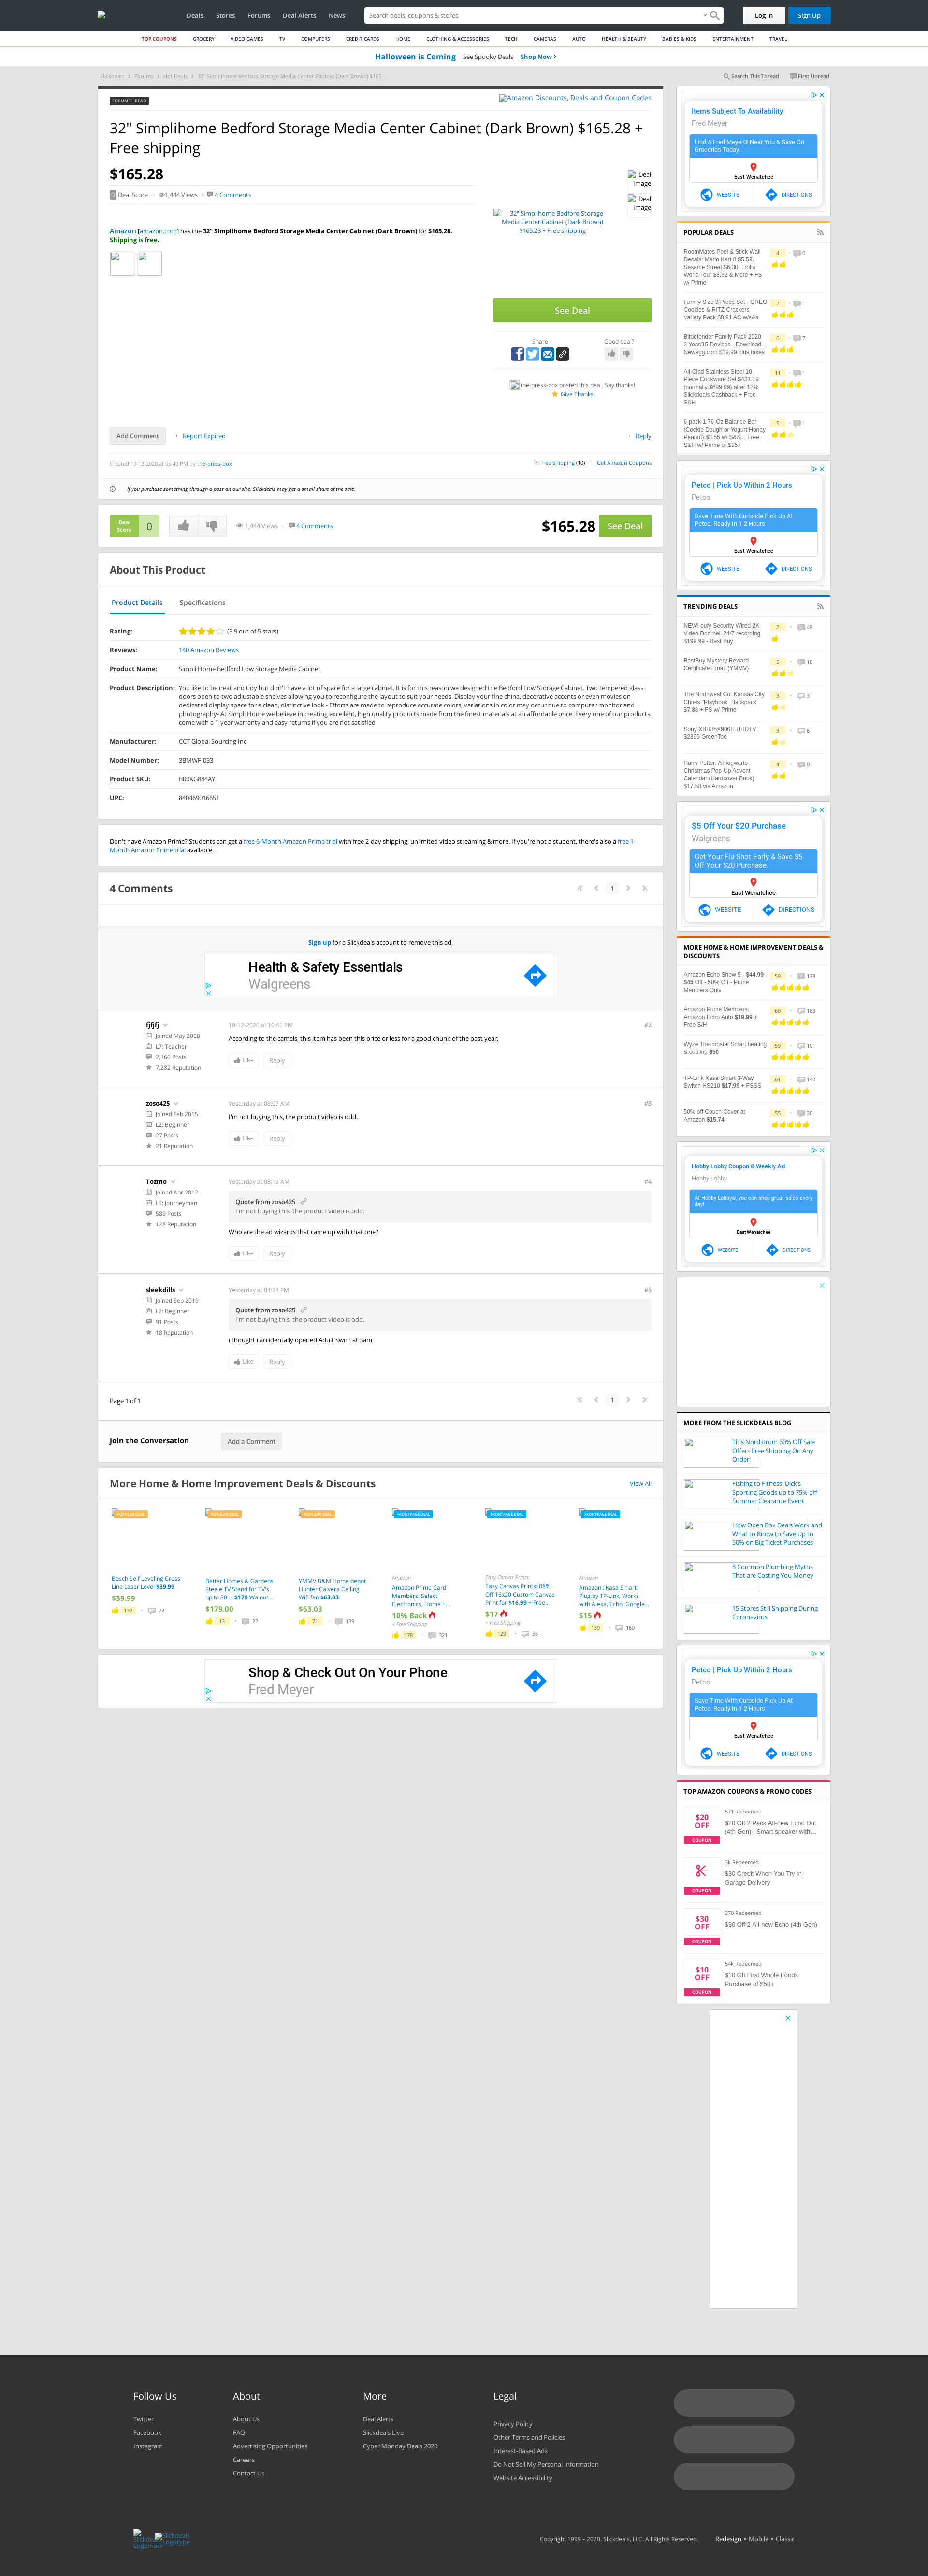 Deals Stores Forums Deal Alerts News
Search deals, coupons & stores
Log In Sign Up
TOP COUPONS GROCERY VIDEO GAMES TV COMPUTERS CREDIT CARDS HOME CLOTHING & ACCESSORIES TECH CAMERAS AUTO HEALTH & BEAUTY BABIES & KIDS ENTERTAINMENT TRAVEL
Halloween is Coming See Spooky Deals Shop Now ›
Slickdeals › Forums › Hot Deals › 32" Simplihome Bedford Storage Media Center Cabinet (Dark Brown) $165....
Search This Thread First Unread
FORUM THREAD
Amazon Discounts, Deals and Coupon Codes
32" Simplihome Bedford Storage Media Center Cabinet (Dark Brown) $165.28 +
Free shipping
$165.28
0 Deal Score 1,444 Views 4 Comments
Amazon [amazon.com] has the 32" Simplihome Bedford Storage Media Center Cabinet (Dark Brown) for $165.28.
Shipping is free.
Deal
Image
Deal
Image
32" Simplihome Bedford Storage
Media Center Cabinet (Dark Brown)
$165.28 + Free shipping
See Deal
Share Good deal?
the-press-box posted this deal. Say thanks!
Give Thanks
Add Comment Report Expired Reply
Created 10-12-2020 at 05:49 PM by the-press-box
in Free Shipping (10) Get Amazon Coupons
If you purchase something through a post on our site, Slickdeals may get a small share of the sale.
Deal
Score
0
1,444 Views 4 Comments
$165.28 See Deal
About This Product
Product Details Specifications
Rating: (3.9 out of 5 stars)
Reviews: 140 Amazon Reviews
Product Name: Simpli Home Bedford Low Storage Media Cabinet
Product Description: You like to be neat and tidy but don't have a lot of space for a large cabinet. It is for this reason we designed the Bedford Low Storage Cabinet. Two tempered glass
doors open to two adjustable shelves allowing you to reconfigure the layout to suit your needs. Display your fine china, decorative accents or even movies on a
dedicated display space for a clean, distinctive look.- Efforts are made to reproduce accurate colors, variations in color may occur due to computer monitor and
photography- At Simpli Home we believe in creating excellent, high quality products made from the finest materials at an affordable price. Every one of our products
come with a 1-year warranty and easy returns if you are not satisfied
Manufacturer: CCT Global Sourcing Inc
Model Number: 3BMWF-033
Product SKU: B00KG884AY
UPC: 840469016651
Don't have Amazon Prime? Students can get a free 6-Month Amazon Prime trial with free 2-day shipping, unlimited video streaming & more. If you're not a student, there's also a free 1-
Month Amazon Prime trial available.
4 Comments
1
Sign up for a Slickdeals account to remove this ad.
Health & Safety Essentials
Walgreens
fjfjfj
Joined May 2008
L7: Teacher
2,360 Posts
7,282 Reputation
10-12-2020 at 10:46 PM #2
According to the camels, this item has been this price or less for a good chunk of the past year.
Like Reply
zoso425
Joined Feb 2015
L2: Beginner
27 Posts
21 Reputation
Yesterday at 08:07 AM #3
I'm not buying this, the product video is odd.
Like Reply
Tozmo
Joined Apr 2012
L5: Journeyman
589 Posts
128 Reputation
Yesterday at 08:13 AM #4
Quote from zoso425
I'm not buying this, the product video is odd.
Who are the ad wizards that came up with that one?
Like Reply
sleekdills
Joined Sep 2019
L2: Beginner
91 Posts
18 Reputation
Yesterday at 04:24 PM #5
Quote from zoso425
I'm not buying this, the product video is odd.
i thought i accidentally opened Adult Swim at 3am
Like Reply
Page 1 of 1
1
Join the Conversation Add a Comment
More Home & Home Improvement Deals & Discounts
View All
POPULAR DEAL
Bosch Self Leveling Cross
Line Laser Level $39.99
$39.99
132 72
POPULAR DEAL
Better Homes & Gardens
Steele TV Stand for TV's
up to 80" - $179 Walnut...
$179.00
13 22
POPULAR DEAL
YMMV B&M Home depot
Hunter Calvera Ceiling
Wifi fan $63.03
$63.03
71 139
FRONTPAGE DEAL
Amazon
Amazon Prime Card
Members: Select
Electronics, Home +...
10% Back
+ Free Shipping
178 321
FRONTPAGE DEAL
Easy Canvas Prints
Easy Canvas Prints: 88%
Off 16x20 Custom Canvas
Print for $16.99 + Free...
$17
+ Free Shipping
129 56
FRONTPAGE DEAL
Amazon
Amazon : Kasa Smart
Plug by TP-Link, Works
with Alexa, Echo, Google...
$15
139 160
Shop & Check Out On Your Phone
Fred Meyer
Items Subject To Availability
Fred Meyer
Find A Fred Meyer® Near You & Save On
Groceries Today.
East Wenatchee
WEBSITE DIRECTIONS
POPULAR DEALS
RoomMates Peel & Stick Wall
Decals: Mario Kart 8 $5.59,
Sesame Street $6.30, Trolls
World Tour $8.32 & More + FS
w/ Prime
4 0
Family Size 3 Piece Set - OREO
Cookies & RITZ Crackers
Variety Pack $8.91 AC w/s&s
7 1
Bitdefender Family Pack 2020 -
2 Year/15 Devices - Download -
Newegg.com $39.99 plus taxes
6 7
All-Clad Stainless Steel 10-
Piece Cookware Set $431.19
(normally $699.99) after 12%
Slickdeals Cashback + Free
S&H
11 1
6-pack 1.76-Oz Balance Bar
(Cookie Dough or Yogurt Honey
Peanut) $3.55 w/ S&S + Free
S&H w/ Prime or $25+
5 1
Petco | Pick Up Within 2 Hours
Petco
Save Time With Curbside Pick Up At
Petco. Ready In 1-2 Hours
East Wenatchee
WEBSITE DIRECTIONS
TRENDING DEALS
NEW! eufy Security Wired 2K
Video Doorbell 24/7 recording
$199.99 - Best Buy
2 49
BestBuy Mystery Reward
Certificate Email (YMMV)
5 10
The Northwest Co. Kansas City
Chiefs "Playbook" Backpack
$7.88 + FS w/ Prime
3 3
Sony XBR85X900H UHDTV
$2399 GreenToe
3 6
Harry Potter: A Hogwarts
Christmas Pop-Up Advent
Calendar (Hardcover Book)
$17.58 via Amazon
4 0
$5 Off Your $20 Purchase
Walgreens
Get Your Flu Shot Early & Save $5
Off Your $20 Purchase.
East Wenatchee
WEBSITE DIRECTIONS
MORE HOME & HOME IMPROVEMENT DEALS &
DISCOUNTS
Amazon Echo Show 5 - $44.99 -
$45 Off - 50% Off - Prime
Members Only
59 133
Amazon Prime Members:
Amazon Echo Auto $19.99 +
Free S/H
60 183
Wyze Thermostat Smart heating
& cooling $50
59 101
TP-Link Kasa Smart 3-Way
Switch HS210 $17.99 + FSSS
61 140
50% off Couch Cover at
Amazon $15.74
55 30
Hobby Lobby Coupon & Weekly Ad
Hobby Lobby
At Hobby Lobby®, you can shop great sales every
day!
East Wenatchee
WEBSITE DIRECTIONS
MORE FROM THE SLICKDEALS BLOG
This Nordstrom 60% Off Sale
Offers Free Shipping On Any
Order!
Fishing to Fitness: Dick's
Sporting Goods up to 75% off
Summer Clearance Event
How Open Box Deals Work and
What to Know to Save Up to
50% on Big Ticket Purchases
8 Common Plumbing Myths
That are Costing You Money
15 Stores Still Shipping During
Coronavirus
Petco | Pick Up Within 2 Hours
Petco
Save Time With Curbside Pick Up At
Petco. Ready In 1-2 Hours
East Wenatchee
WEBSITE DIRECTIONS
TOP AMAZON COUPONS & PROMO CODES
$20
OFF
COUPON
571 Redeemed
$20 Off 2 Pack All-new Echo Dot
(4th Gen) | Smart speaker with...
COUPON
3k Redeemed
$30 Credit When You Try In-
Garage Delivery
$30
OFF
COUPON
370 Redeemed
$30 Off 2 All-new Echo (4th Gen)
$10
OFF
COUPON
54k Redeemed
$10 Off First Whole Foods
Purchase of $50+
Follow Us
Twitter
Facebook
Instagram
About
About Us
FAQ
Advertising Opportunities
Careers
Contact Us
More
Deal Alerts
Slickdeals Live
Cyber Monday Deals 2020
Legal
Privacy Policy
Other Terms and Policies
Interest-Based Ads
Do Not Sell My Personal Information
Website Accessibility
Slickdeals Logomark
Slickdeals Logotype
Copyright 1999 – 2020. Slickdeals, LLC. All Rights Reserved. Redesign • Mobile • Classic